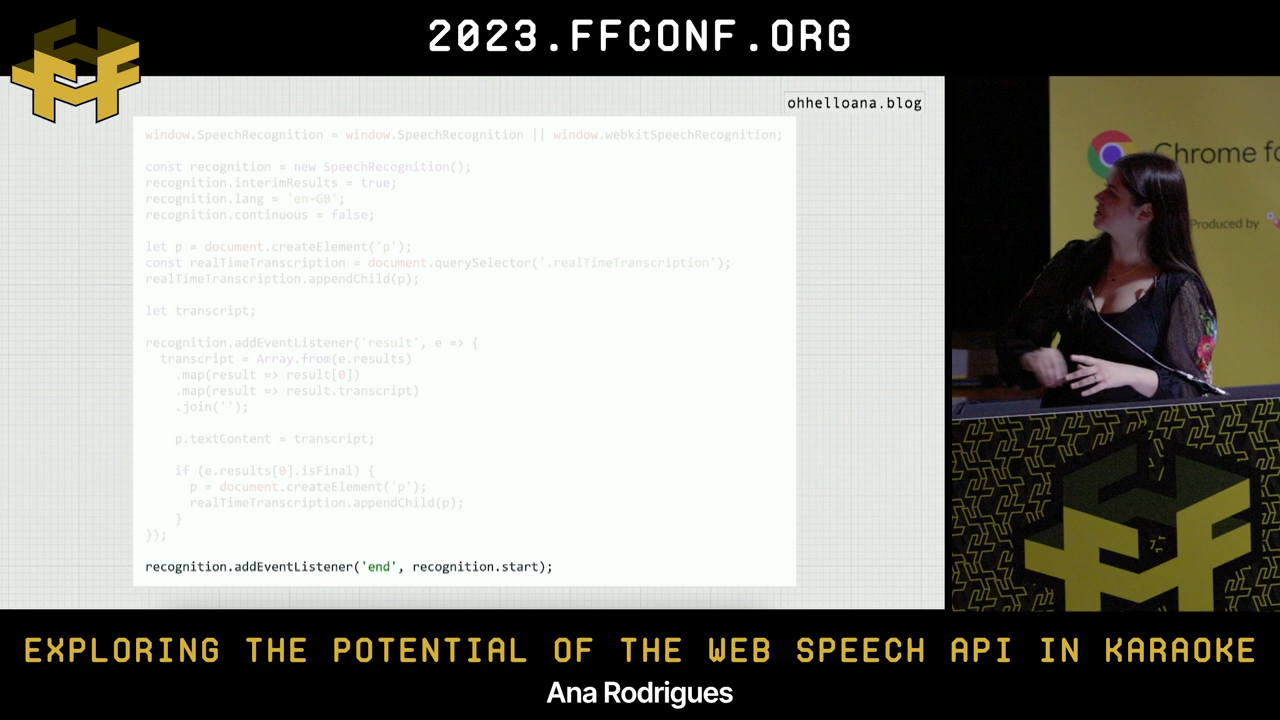 2023.FFCONF.ORG
ohhelloana.blog
window.SpeechRecognition = window.SpeechRecognition || window.webkitSpeechRecognition;
const recognition = new SpeechRecognition();
recognition.interimResults = true;
recognition.lang = 'en-GB';
recognition.continuous = false;
let p = document.createElement('p');
const realTimeTranscription = document.querySelector('.realTimeTranscription');
realTimeTranscription.appendChild(p);
let transcript;
recognition.addEventListener('result', e => {
transcript = Array.from(e.results)
.map(result => result[0])
.map(result => result.transcript)
.join('');
p.textContent = transcript;
if (e.results[0].isFinal) {
p = document.createElement('p');
realTimeTranscription.appendChild(p);
}
});
recognition.addEventListener('end', recognition.start);
Chrome fo
Produced by
EXPLORING THE POTENTIAL OF THE WEB SPEECH API IN KARAOKE
Ana Rodrigues